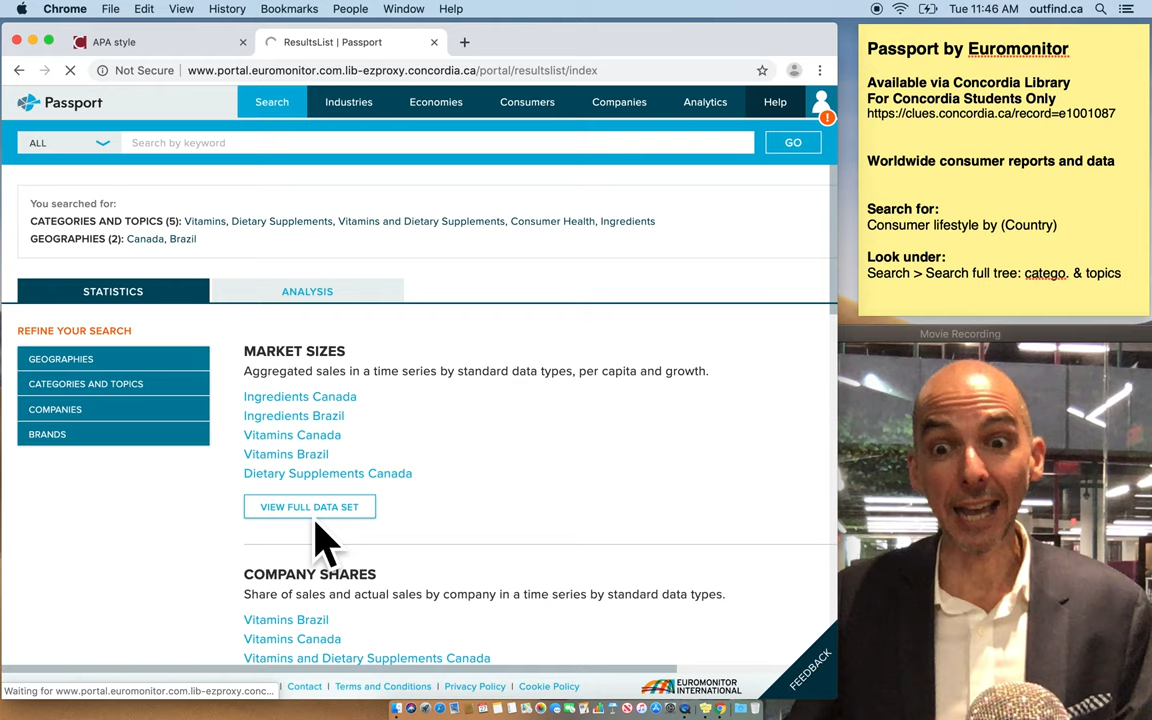 Chrome File Edit View History Bookmarks People Window Help Tue 11:46 AM outfind.ca
APA style
ResultsList | Passport
Not Secure | www.portal.euromonitor.com.lib-ezproxy.concordia.ca/portal/resultslist/index
Passport Search Industries Economies Consumers Companies Analytics Help
!
ALL Search by keyword GO
You searched for:
CATEGORIES AND TOPICS (5): Vitamins, Dietary Supplements, Vitamins and Dietary Supplements, Consumer Health, Ingredients
GEOGRAPHIES (2): Canada, Brazil
STATISTICS ANALYSIS
REFINE YOUR SEARCH
GEOGRAPHIES
CATEGORIES AND TOPICS
COMPANIES
BRANDS
MARKET SIZES
Aggregated sales in a time series by standard data types, per capita and growth.
Ingredients Canada
Ingredients Brazil
Vitamins Canada
Vitamins Brazil
Dietary Supplements Canada
VIEW FULL DATA SET
COMPANY SHARES
Share of sales and actual sales by company in a time series by standard data types.
Vitamins Brazil
Vitamins Canada
Vitamins and Dietary Supplements Canada
FEEDBACK
Waiting for www.portal.euromonitor.com.lib-ezproxy.conc...
Contact | Terms and Conditions | Privacy Policy | Cookie Policy
EUROMONITOR
INTERNATIONAL
Passport by Euromonitor
Available via Concordia Library
For Concordia Students Only
https://clues.concordia.ca/record=e1001087
Worldwide consumer reports and data
Search for:
Consumer lifestyle by (Country)
Look under:
Search > Search full tree: catego. & topics
Movie Recording